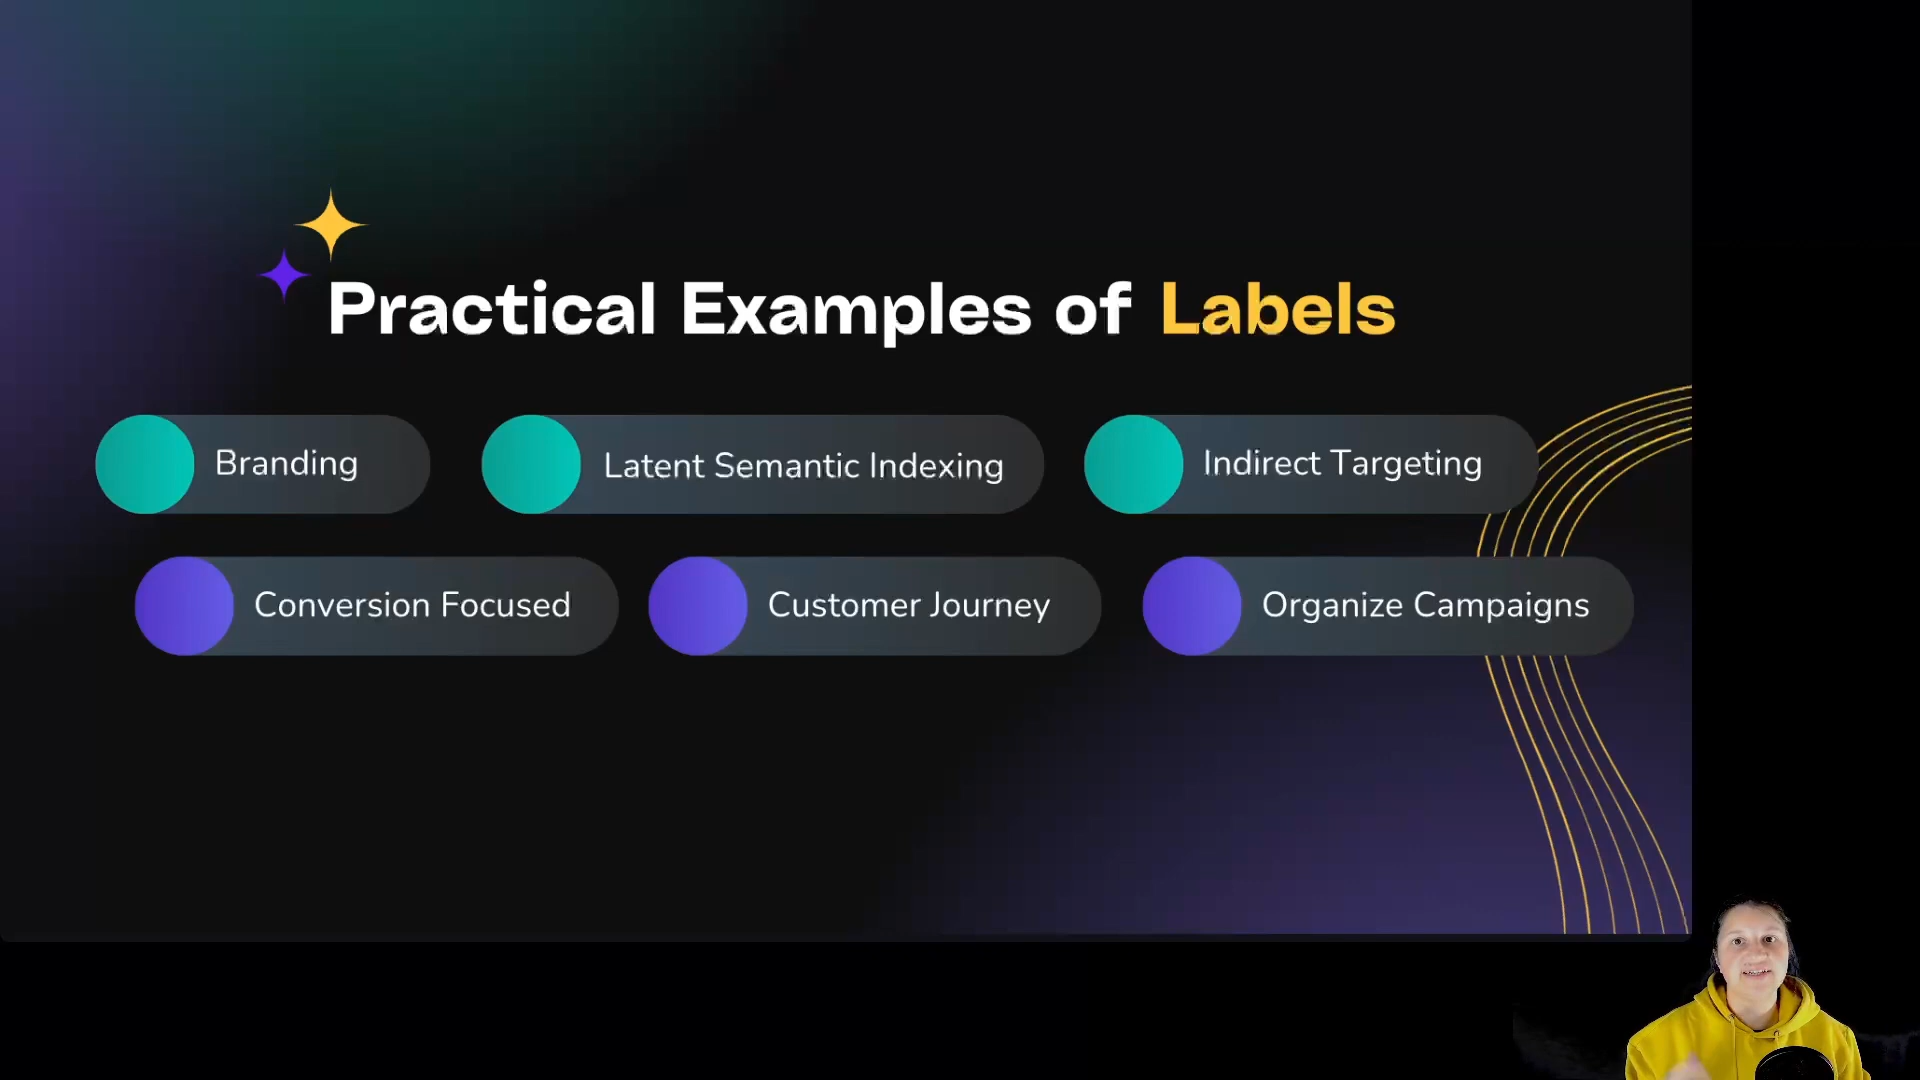 Practical Examples of Labels
Branding
Latent Semantic Indexing
Indirect Targeting
Conversion Focused
Customer Journey
Organize Campaigns